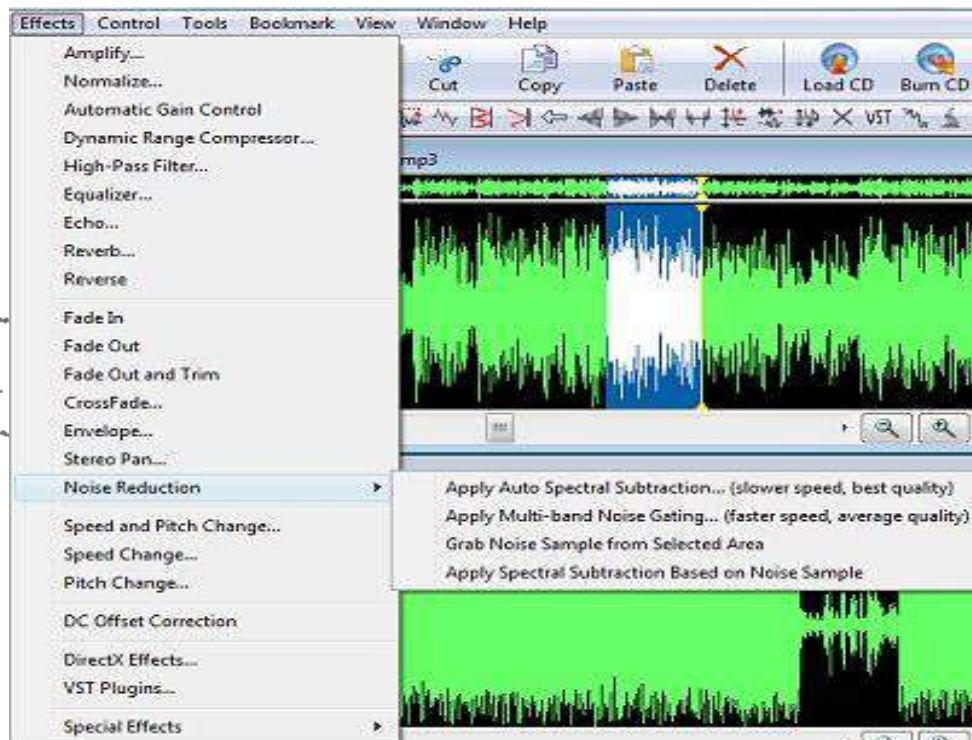 Effects Control Tools Bookmark View Window Help
Cut Copy Paste Delete Load CD Burn CD
VST
mp3
Amplify...
Normalize...
Automatic Gain Control
Dynamic Range Compressor...
High-Pass Filter...
Equalizer...
Echo...
Reverb...
Reverse
Fade In
Fade Out
Fade Out and Trim
CrossFade...
Envelope...
Stereo Pan...
Noise Reduction
Apply Auto Spectral Subtraction... (slower speed, best quality)
Apply Multi-band Noise Gating... (faster speed, average quality)
Grab Noise Sample from Selected Area
Apply Spectral Subtraction Based on Noise Sample
Speed and Pitch Change...
Speed Change...
Pitch Change...
DC Offset Correction
DirectX Effects...
VST Plugins...
Special Effects